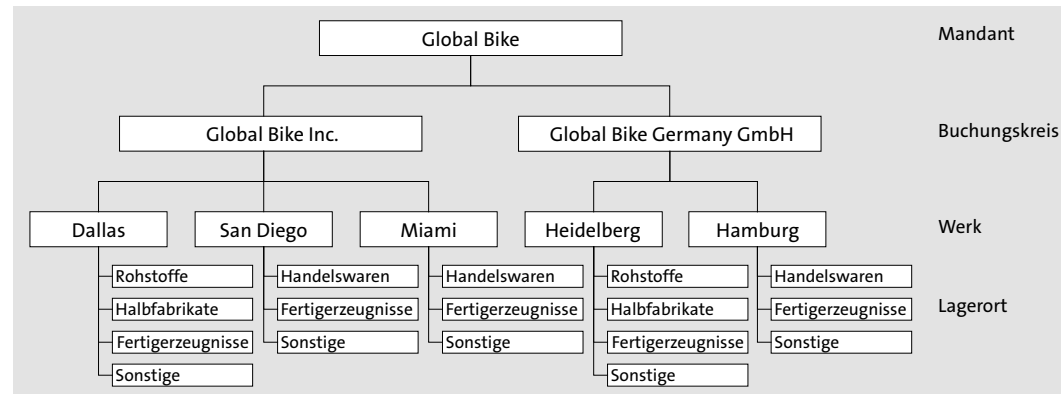 Global Bike
Mandant
Global Bike Inc.
Global Bike Germany GmbH
Buchungskreis
Dallas
San Diego
Miami
Heidelberg
Hamburg
Werk
Rohstoffe
Handelswaren
Handelswaren
Rohstoffe
Handelswaren
Halbfabrikate
Fertigerzeugnisse
Fertigerzeugnisse
Halbfabrikate
Fertigerzeugnisse
Lagerort
Fertigerzeugnisse
Sonstige
Sonstige
Fertigerzeugnisse
Sonstige
Sonstige
Sonstige